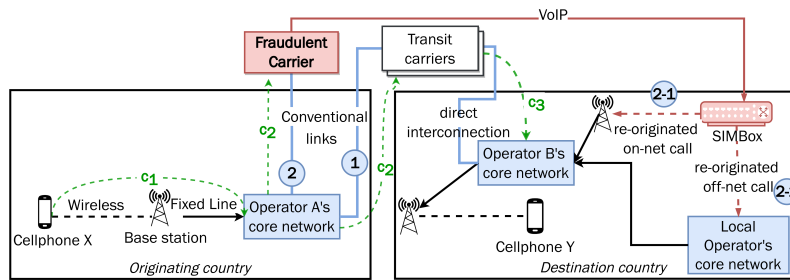 VoIP
Fraudulent
Carrier
Transit
carriers
c2
c3
Conventional
links
direct
interconnection
2-1
SIMBox
re-originated
on-net call
c1
2
1
c2
Operator B's
core network
re-originated
off-net call
Wireless
Fixed Line
Operator A's
core network
Cellphone X
Base station
Cellphone Y
Local
Operator's
core network
Originating country
Destination country